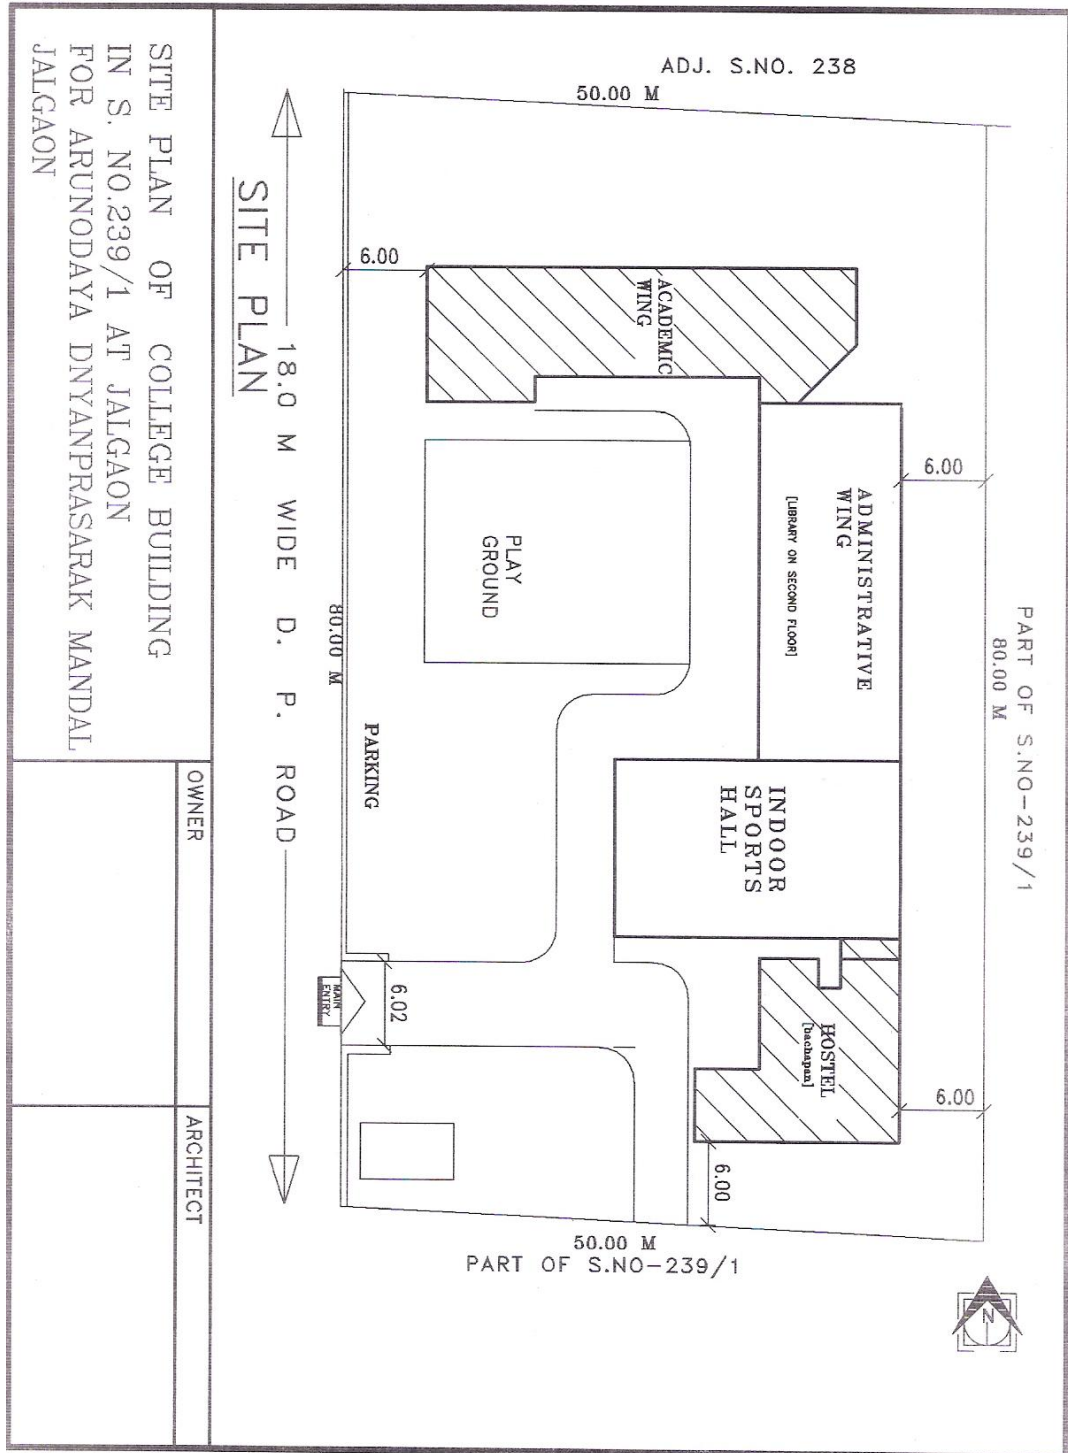 ADJ. S.NO. 238
50.00 M
PART OF S.NO-239/1
80.00 M
6.00
ACADEMIC
WING
6.00
ADMINISTRATIVE
WING
[LIBRARY ON SECOND FLOOR]
PLAY
GROUND
INDOOR
SPORTS
HALL
PARKING
80.00 M
6.02
MAIN
ENTRY
HOSTEL
[bachapan]
6.00
6.00
50.00 M
PART OF S.NO-239/1
N
18.0 M WIDE D. P. ROAD
SITE PLAN
SITE PLAN OF COLLEGE BUILDING
IN S. NO.239/1 AT JALGAON
FOR ARUNODAYA DNYANPRASARAK MANDAL
JALGAON
OWNER
ARCHITECT